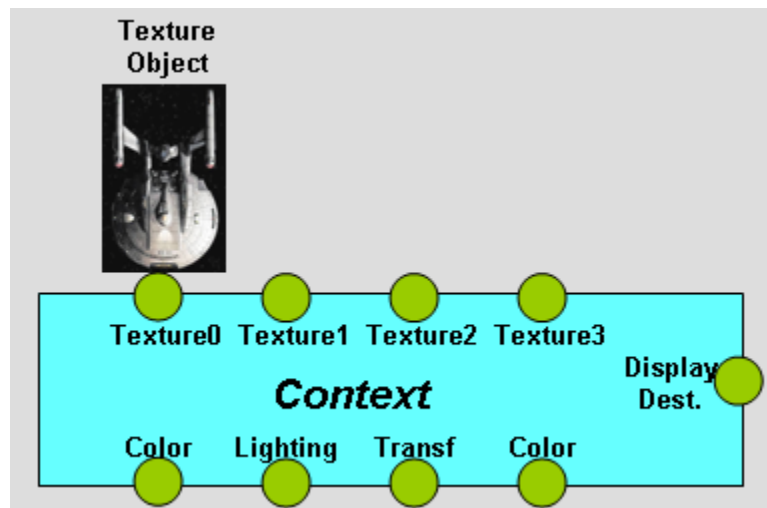 Texture
Object
Texture0 Texture1 Texture2 Texture3
Display
Dest.
Context
Color Lighting Transf Color